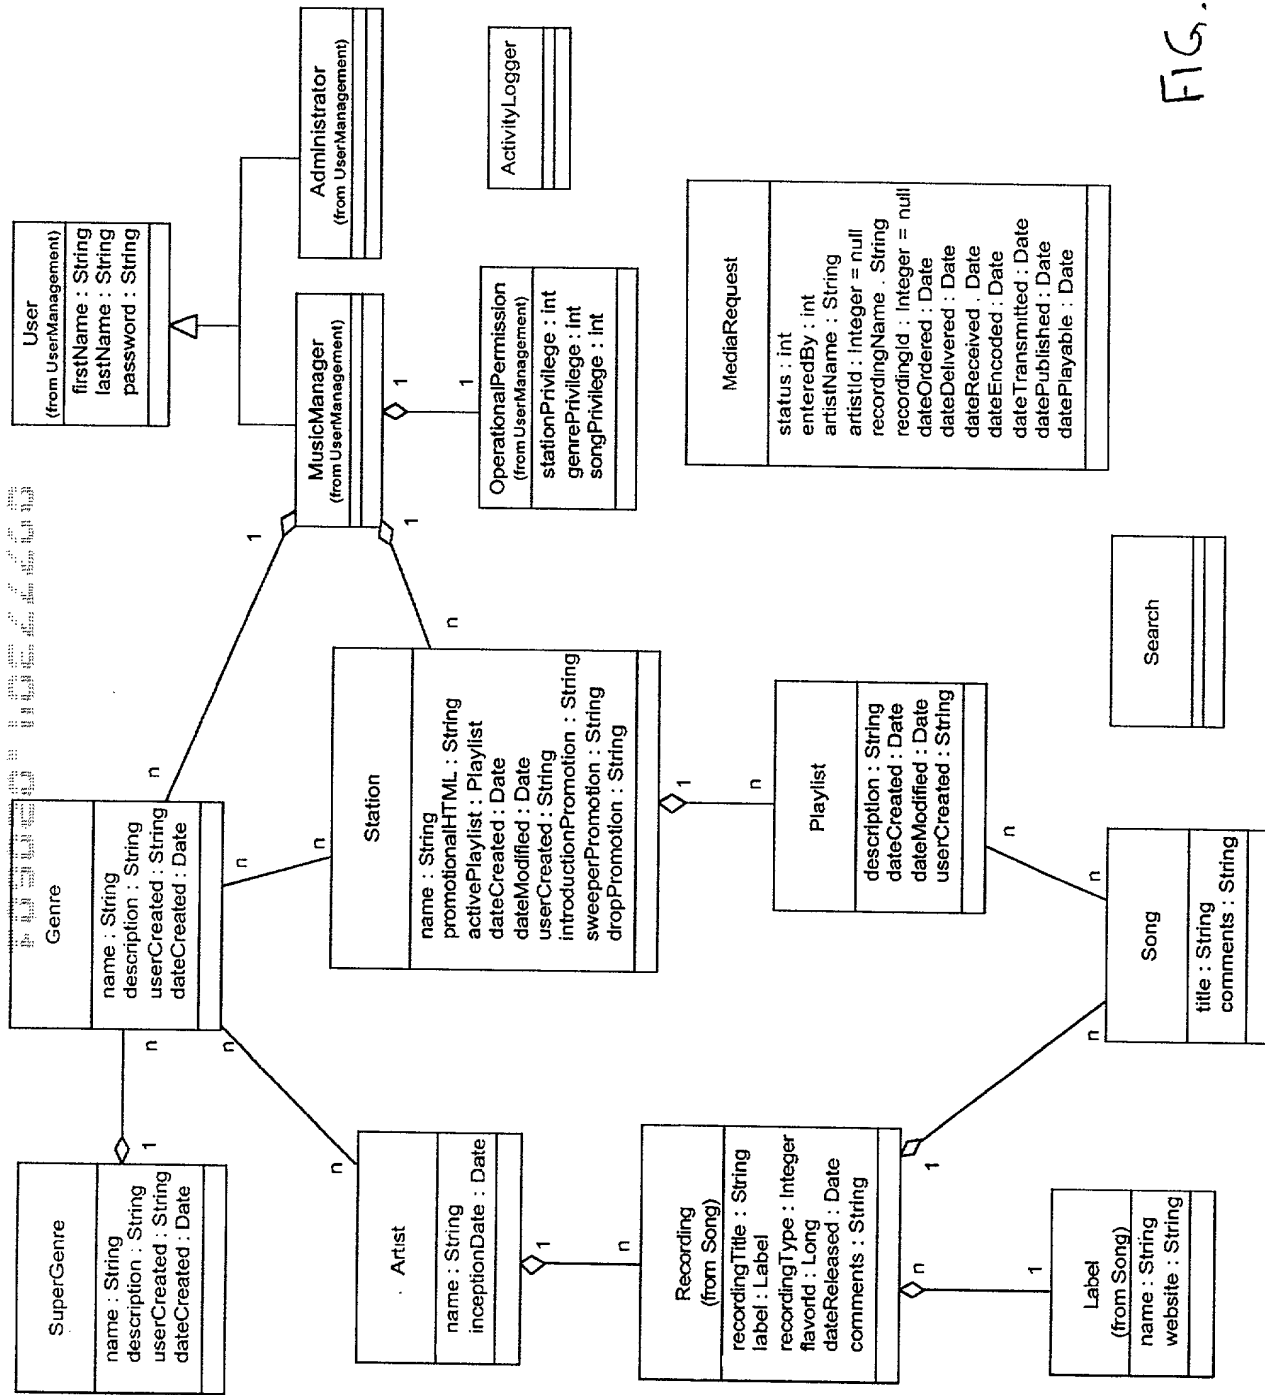 SuperGenre
name : String
description : String
userCreated : String
dateCreated : Date
1
n
Genre
name : String
description : String
userCreated : String
dateCreated : Date
n
n
n
User
(from UserManagement)
firstName : String
lastName : String
password : String
MusicManager
(from UserManagement)
1
1
1
Administrator
(from UserManagement)
n
Artist
name : String
inceptionDate : Date
1
n
n
Station
name : String
promotionalHTML : String
activePlaylist : Playlist
dateCreated : Date
dateModified : Date
userCreated : String
introductionPromotion : String
sweeperPromotion : String
dropPromotion : String
n
1
1
OperationalPermission
(from UserManagement)
stationPrivilege : int
genrePrivilege : int
songPrivilege : int
ActivityLogger
Recording
(from Song)
recordingTitle : String
label : Label
recordingType : Integer
flavorId : Long
dateReleased : Date
comments : String
n
1
n
Playlist
description : String
dateCreated : Date
dateModified : Date
userCreated : String
n
MediaRequest
status : int
enteredBy : int
artistName : String
artistId : Integer = null
recordingName . String
recordingId : Integer = null
dateOrdered : Date
dateDelivered : Date
dateReceived . Date
dateEncoded : Date
dateTransmitted : Date
datePublished : Date
datePlayable : Date
1
Label
(from Song)
name : String
website : String
n
n
Song
title : String
comments : String
Search
FIG.